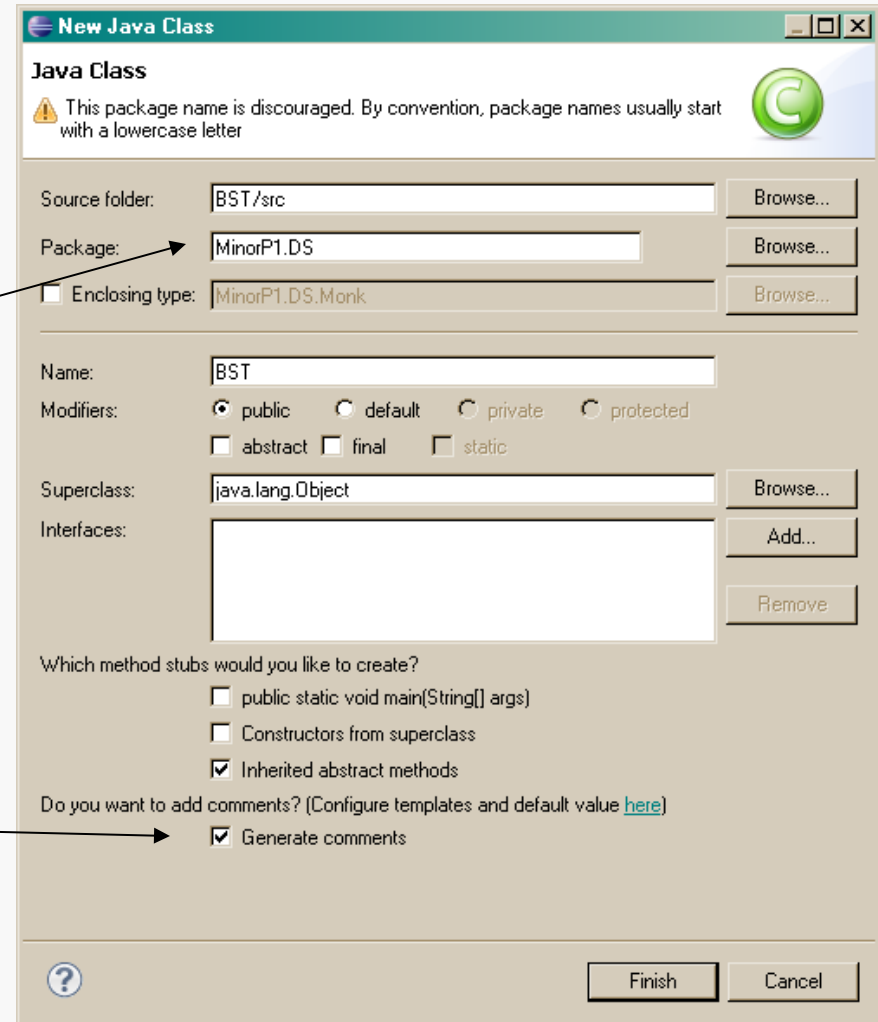 New Java Class
Java Class
This package name is discouraged. By convention, package names usually start
with a lowercase letter
Source folder: BST/src Browse...
Package: MinorP1.DS Browse...
Enclosing type: MinorP1.DS.Monk Browse...
Name: BST
Modifiers: public default private protected
abstract final static
Superclass: java.lang.Object Browse...
Interfaces: Add...
Remove
Which method stubs would you like to create?
public static void main(String[] args)
Constructors from superclass
Inherited abstract methods
Do you want to add comments? (Configure templates and default value here)
Generate comments
? Finish Cancel